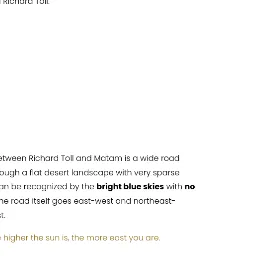 Richard Toll.
etween Richard Toll and Matam is a wide road
ough a flat desert landscape with very sparse
an be recognized by the bright blue skies with no
he road itself goes east-west and northeast-
t.
higher the sun is, the more east you are.